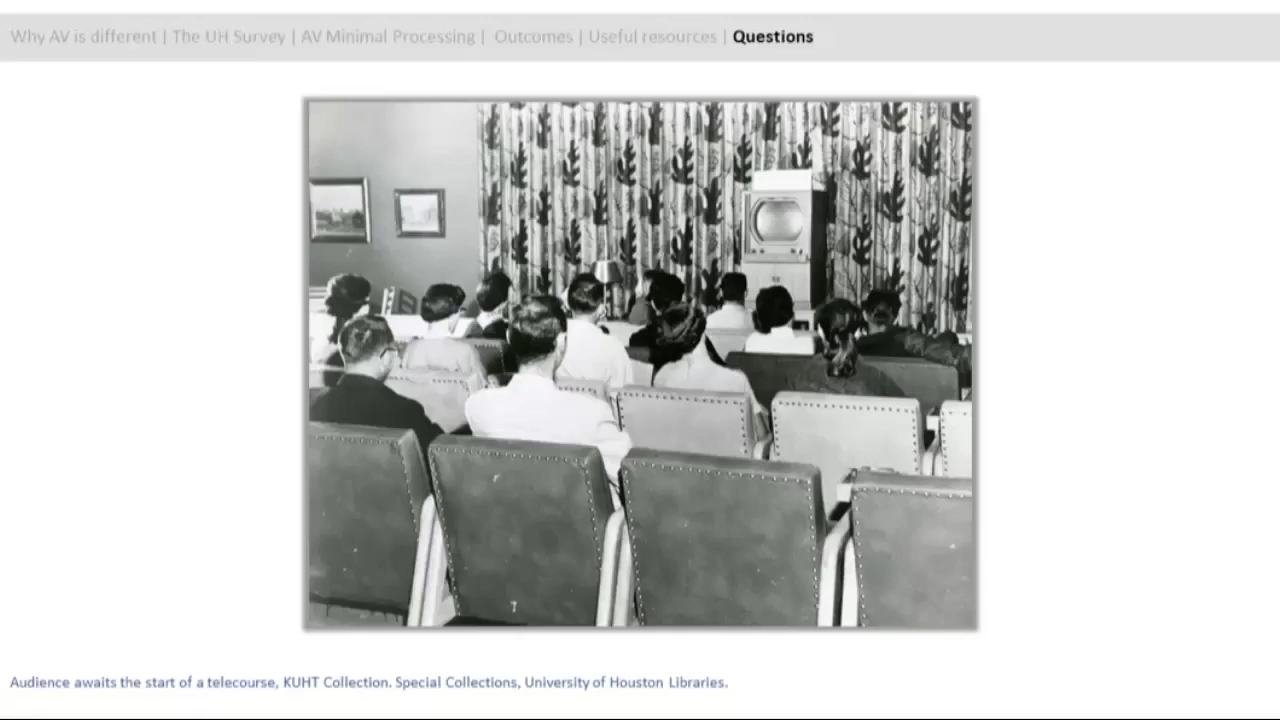 Why AV is different | The UH Survey | AV Minimal Processing | Outcomes | Useful resources | Questions
Audience awaits the start of a telecourse, KUHT Collection. Special Collections, University of Houston Libraries.